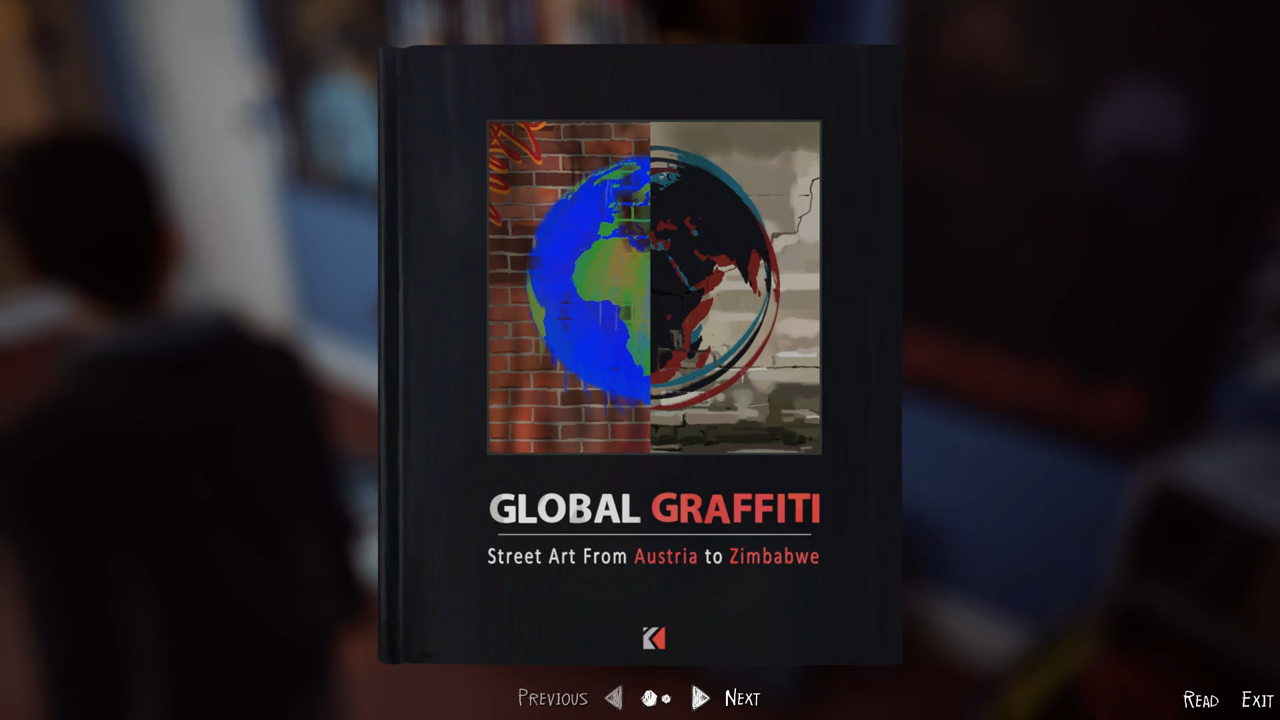 GLOBAL GRAFFITI
Street Art From Austria to Zimbabwe
K
PREVIOUS NEXT
READ EXIT